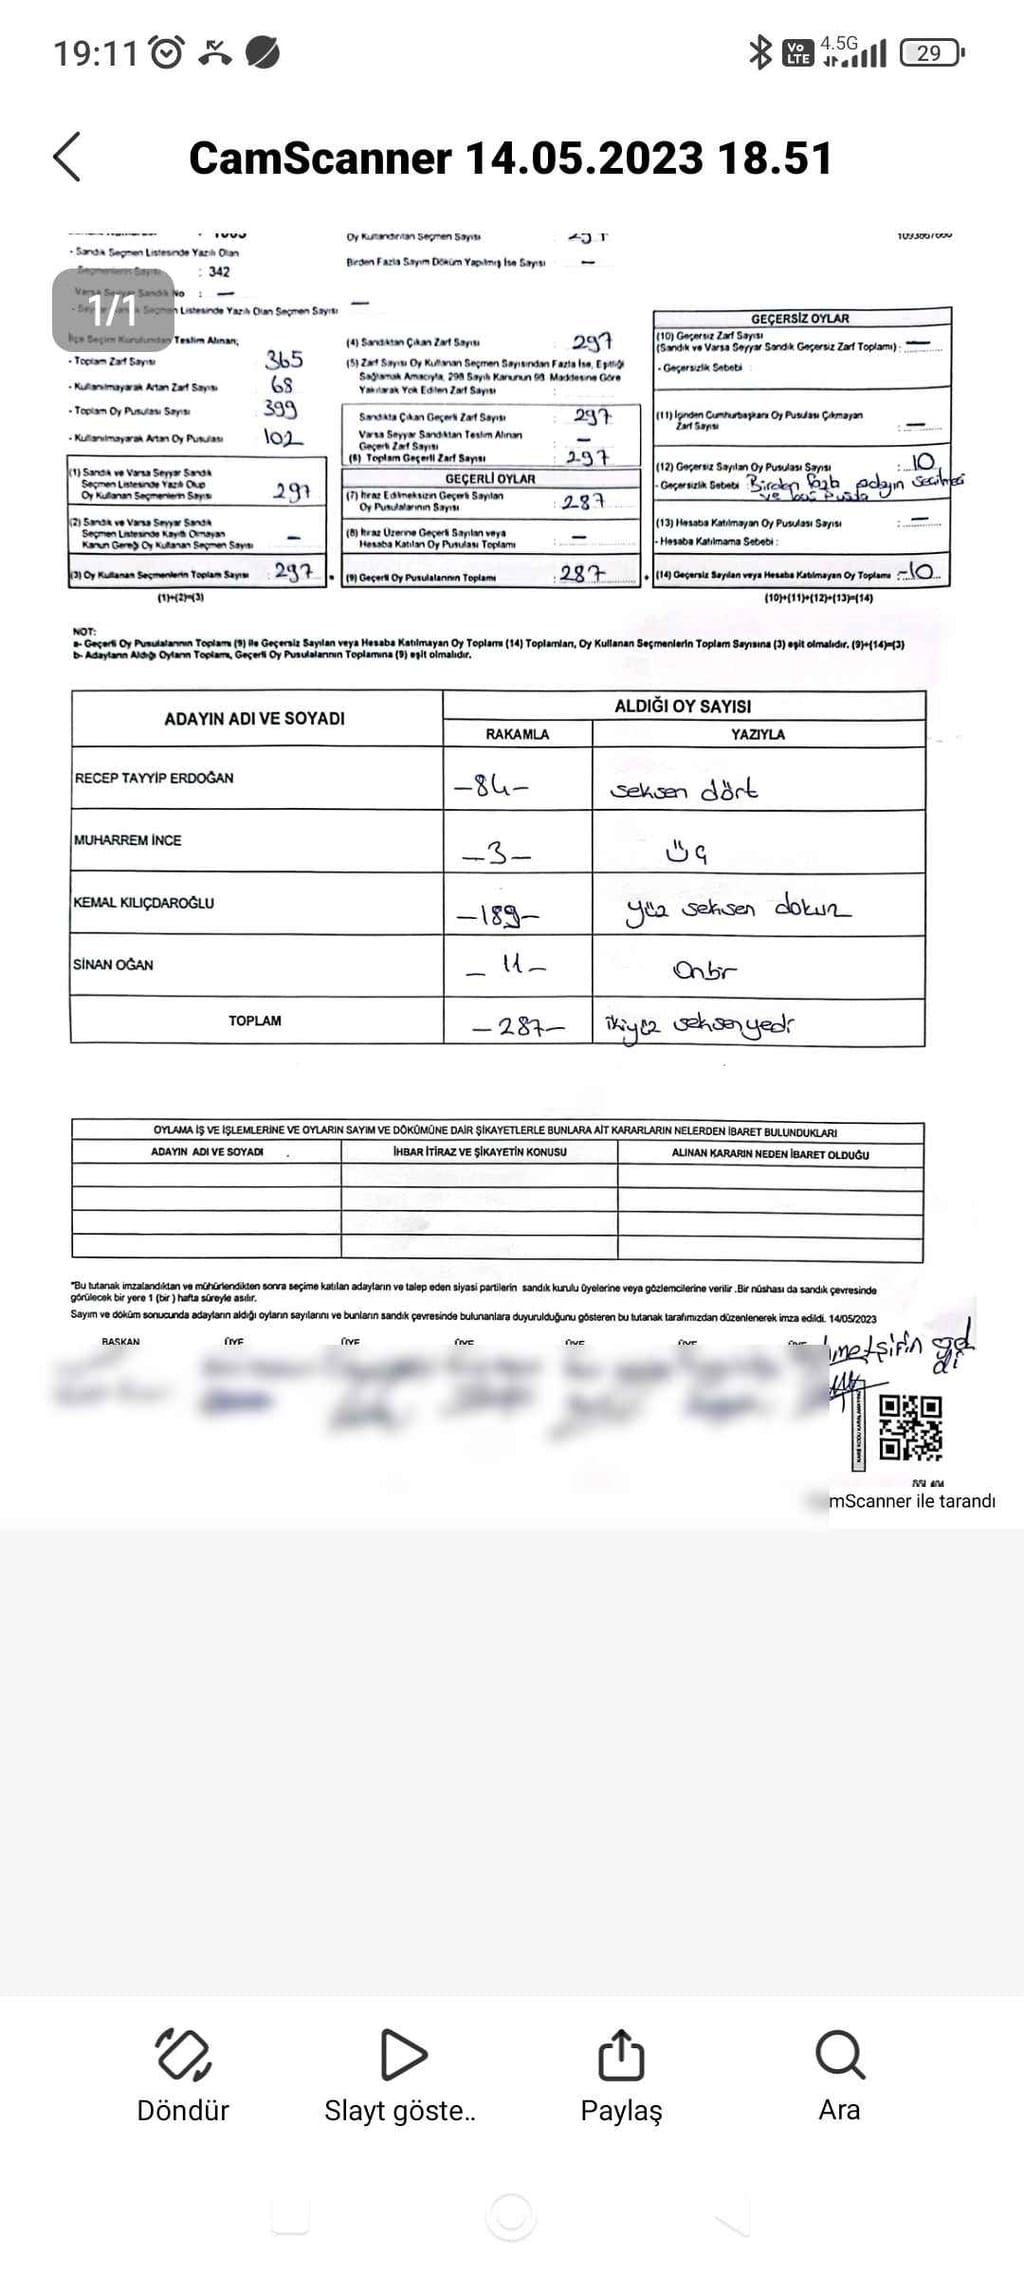 19:11
Vo LTE 4.5G 29
CamScanner 14.05.2023 18.51
Oy Kullandırılan Seçmen Sayısı
- Sandık Seçmen Listesinde Yazılı Olan
Seçmenlerin Sayısı : 342
Birden Fazla Sayım Döküm Yapılmış İse Sayısı —
Varsa Seyyar Sandık No : —
1/1
Seçmen Listesinde Yazılı Olan Seçmen Sayısı —
İlçe Seçim Kurulundan Teslim Alınan;
- Toplam Zarf Sayısı 365
- Kullanılmayarak Artan Zarf Sayısı 68
- Toplam Oy Pusulası Sayısı 399
- Kullanılmayarak Artan Oy Pusulası 102
(1) Sandık ve Varsa Seyyar Sandık
Seçmen Listesinde Yazılı Olup
Oy Kullanan Seçmenlerin Sayısı 297
(2) Sandık ve Varsa Seyyar Sandık
Seçmen Listesinde Kayıtlı Olmayan
Kanun Gereği Oy Kullanan Seçmen Sayısı —
(3) Oy Kullanan Seçmenlerin Toplam Sayısı : 297
(1)+(2)=(3)
(4) Sandıktan Çıkan Zarf Sayısı : 297
(5) Zarf Sayısı Oy Kullanan Seçmen Sayısından Fazla İse, Eşitliği
Sağlamak Amacıyla, 298 Sayılı Kanunun 98. Maddesine Göre
Yakılarak Yok Edilen Zarf Sayısı :
Sandıkta Çıkan Geçerli Zarf Sayısı : 297
Varsa Seyyar Sandıktan Teslim Alınan
Geçerli Zarf Sayısı : —
(6) Toplam Geçerli Zarf Sayısı : 297
GEÇERLİ OYLAR
(7) İtiraz Edilmeksizin Geçerli Sayılan
Oy Pusulalarının Sayısı : 287
(8) İtiraz Üzerine Geçerli Sayılan veya
Hesaba Katılan Oy Pusulası Toplamı : —
(9) Geçerli Oy Pusulalarının Toplamı : 287
GEÇERSİZ OYLAR
(10) Geçersiz Zarf Sayısı
(Sandık ve Varsa Seyyar Sandık Geçersiz Zarf Toplamı) : —
- Geçersizlik Sebebi :
(11) İçinden Cumhurbaşkanı Oy Pusulası Çıkmayan
Zarf Sayısı : —
(12) Geçersiz Sayılan Oy Pusulası Sayısı : 10
- Geçersizlik Sebebi Birden fazla adayın seçilmesi
ve boş pusla
(13) Hesaba Katılmayan Oy Pusulası Sayısı : —
- Hesaba Katılmama Sebebi :
(14) Geçersiz Sayılan veya Hesaba Katılmayan Oy Toplamı : -10
(10)+(11)+(12)+(13)=(14)
NOT:
a- Geçerli Oy Pusulalarının Toplamı (9) ile Geçersiz Sayılan veya Hesaba Katılmayan Oy Toplamı (14) Toplamları, Oy Kullanan Seçmenlerin Toplam Sayısına (3) eşit olmalıdır. (9)+(14)=(3)
b- Adayların Aldığı Oyların Toplamı, Geçerli Oy Pusulalarının Toplamına (9) eşit olmalıdır.
ADAYIN ADI VE SOYADI ALDIĞI OY SAYISI
RAKAMLA YAZIYLA
RECEP TAYYİP ERDOĞAN -84- seksen dört
MUHARREM İNCE -3- üç
KEMAL KILIÇDAROĞLU -189- yüz seksen dokuz
SİNAN OĞAN -11- Onbir
TOPLAM -287- ikiyüz seksenyedi
OYLAMA İŞ VE İŞLEMLERİNE VE OYLARIN SAYIM VE DÖKÜMÜNE DAİR ŞİKAYETLERLE BUNLARA AİT KARARLARIN NELERDEN İBARET BULUNDUKLARI
ADAYIN ADI VE SOYADI İHBAR İTİRAZ VE ŞİKAYETİN KONUSU ALINAN KARARIN NEDEN İBARET OLDUĞU
*Bu tutanak imzalandıktan ve mühürlendikten sonra seçime katılan adayların ve talep eden siyasi partilerin sandık kurulu üyelerine veya gözlemcilerine verilir .Bir nüshası da sandık çevresinde
görülecek bir yere 1 (bir ) hafta süreyle asılır.
Sayım ve döküm sonucunda adayların aldığı oyların sayılarını ve bunların sandık çevresinde bulunanlara duyurulduğunu gösteren bu tutanak tarafımızdan düzenlenerek imza edildi. 14/05/2023
BAŞKAN ÜYE ÜYE ÜYE ÜYE ÜYE
KARE KODU KARALAMAYINIZ
mScanner ile tarandı
Döndür Slayt göste.. Paylaş Ara